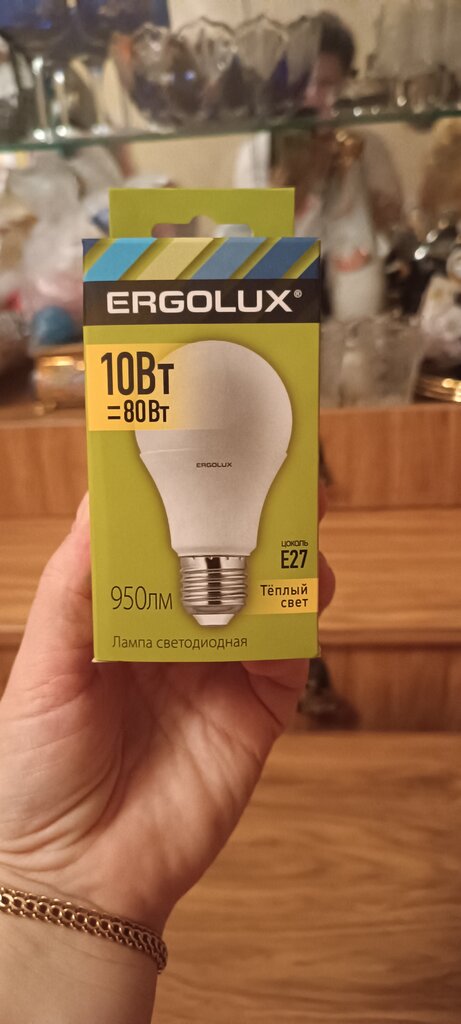 ERGOLUX®
10Вт
=80Вт
ERGOLUX
цоколь
E27
950лм
Тёплый
свет
Лампа светодиодная